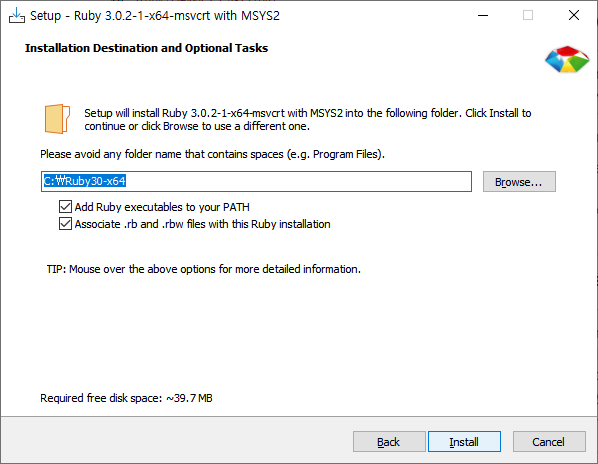 Setup - Ruby 3.0.2-1-x64-msvcrt with MSYS2
Installation Destination and Optional Tasks
Setup will install Ruby 3.0.2-1-x64-msvcrt with MSYS2 into the following folder. Click Install to
continue or click Browse to use a different one.
Please avoid any folder name that contains spaces (e.g. Program Files).
C:₩Ruby30-x64
Browse...
Add Ruby executables to your PATH
Associate .rb and .rbw files with this Ruby installation
TIP: Mouse over the above options for more detailed information.
Required free disk space: ~39.7 MB
Back
Install
Cancel